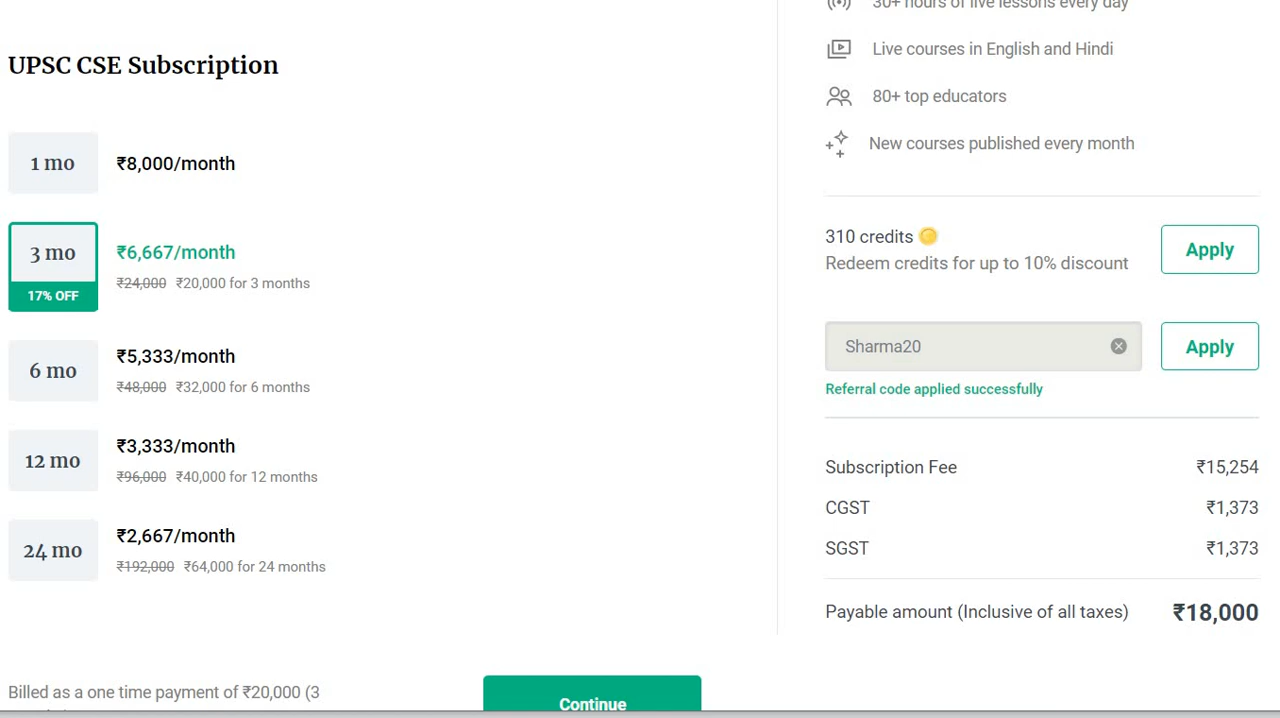 UPSC CSE Subscription
1 mo
₹8,000/month
3 mo
17% OFF
₹6,667/month
₹24,000 ₹20,000 for 3 months
6 mo
₹5,333/month
₹48,000 ₹32,000 for 6 months
12 mo
₹3,333/month
₹96,000 ₹40,000 for 12 months
24 mo
₹2,667/month
₹192,000 ₹64,000 for 24 months
Billed as a one time payment of ₹20,000 (3
Continue
30+ hours of live lessons every day
Live courses in English and Hindi
80+ top educators
New courses published every month
310 credits
Redeem credits for up to 10% discount
Apply
Sharma20
Apply
Referral code applied successfully
Subscription Fee ₹15,254
CGST ₹1,373
SGST ₹1,373
Payable amount (Inclusive of all taxes) ₹18,000